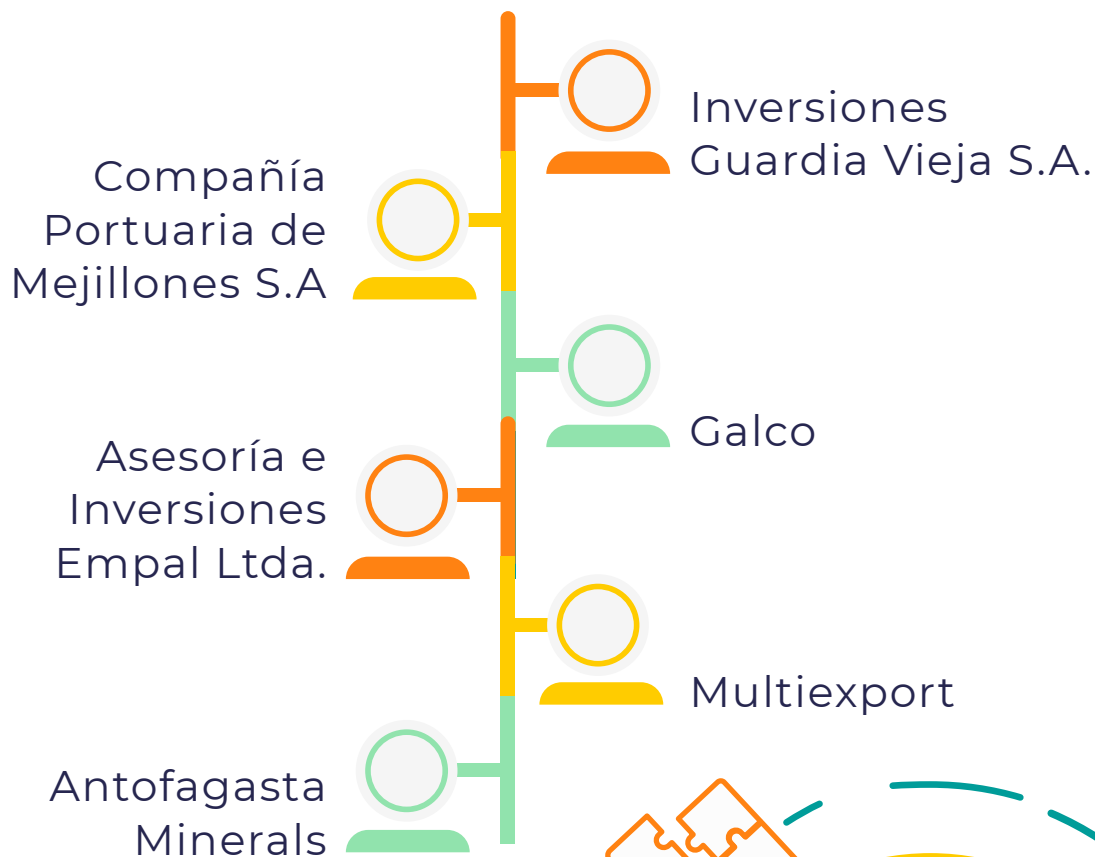 Inversiones
Guardia Vieja S.A.
Compañía
Portuaria de
Mejillones S.A
Galco
Asesoría e
Inversiones
Empal Ltda.
Multiexport
Antofagasta
Minerals